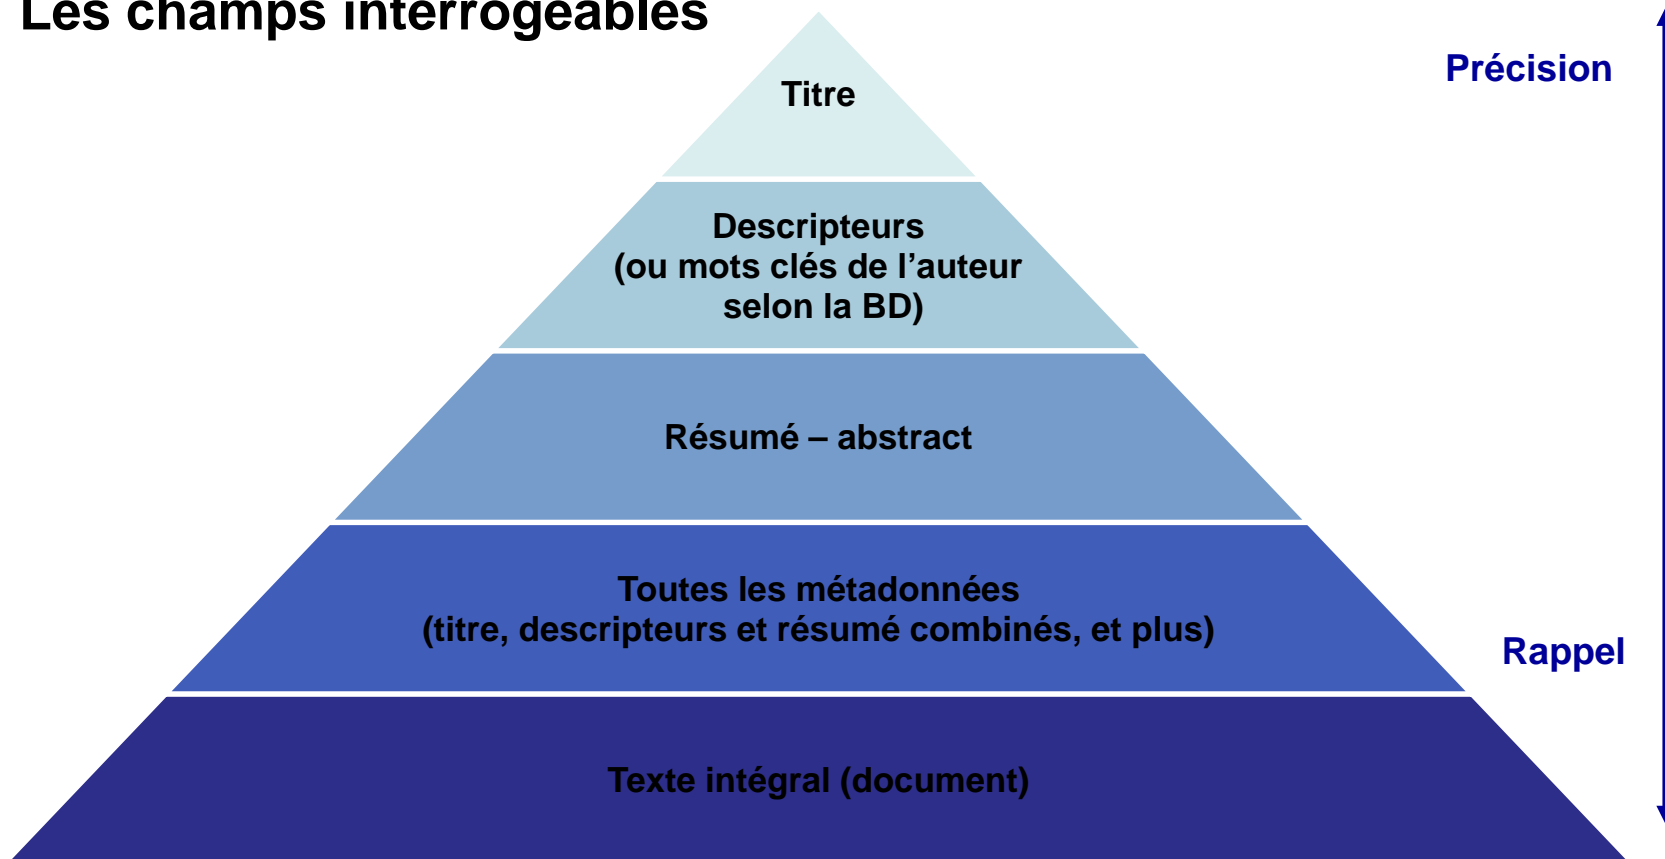 Les champs interrogeables
Précision
Titre
Descripteurs
(ou mots clés de l’auteur
selon la BD)
Résumé – abstract
Toutes les métadonnées
(titre, descripteurs et résumé combinés, et plus)
Rappel
Texte intégral (document)